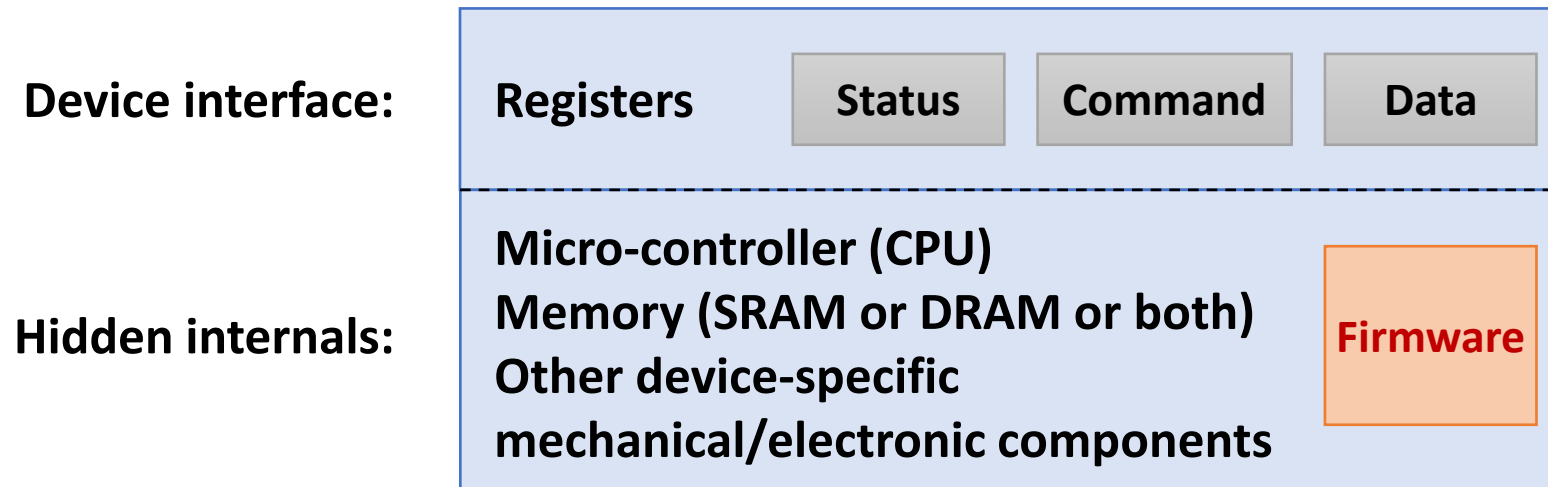 Device interface:
Registers
Status
Command
Data
Hidden internals:
Micro-controller (CPU)
Memory (SRAM or DRAM or both)
Other device-specific
mechanical/electronic components
Firmware